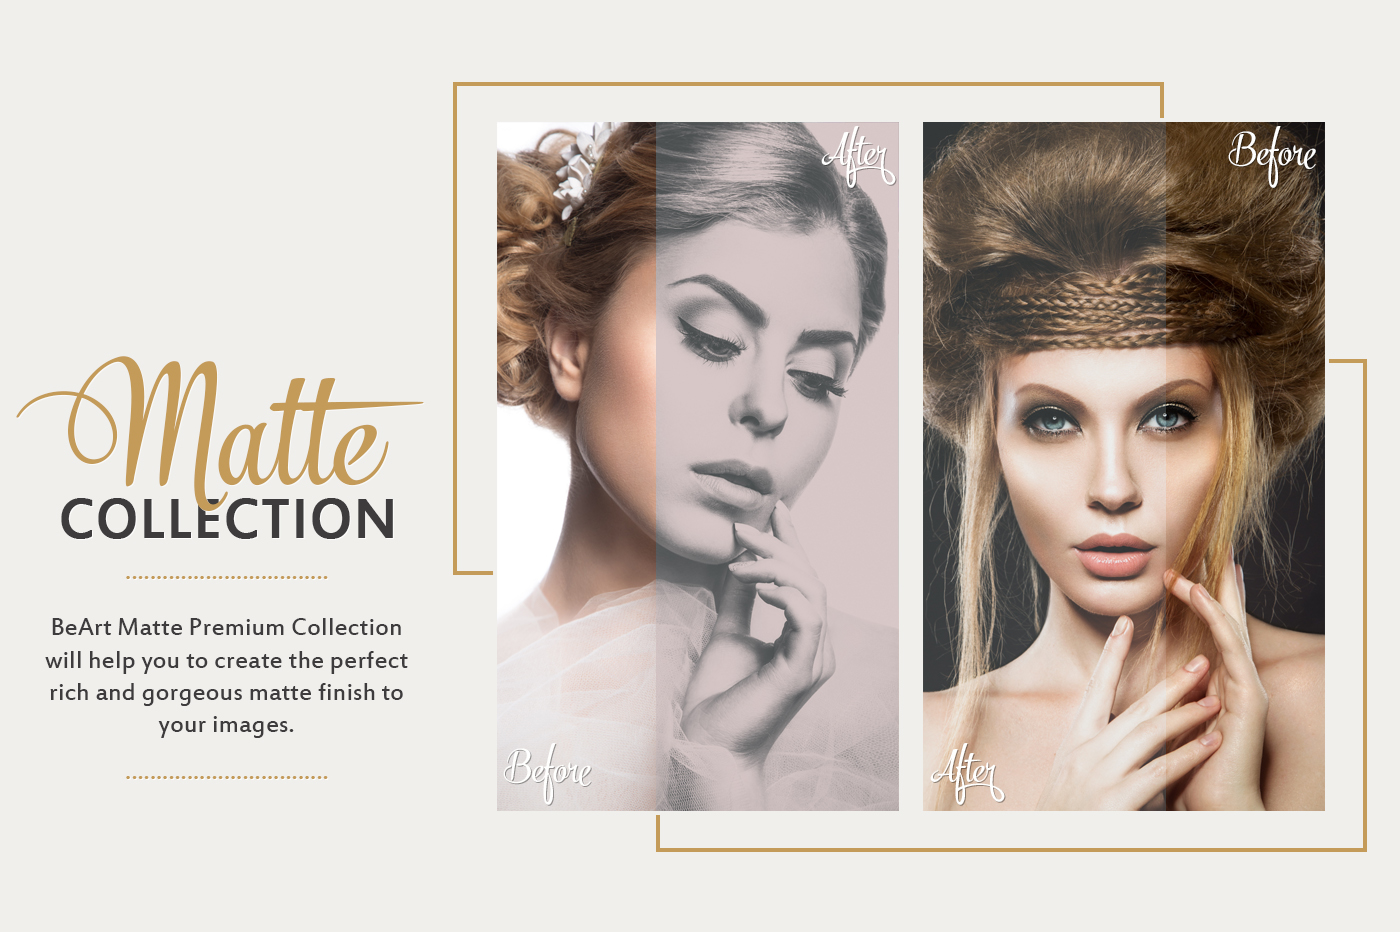 Matte
COLLECTION
BeArt Matte Premium Collection
will help you to create the perfect
rich and gorgeous matte finish to
your images.
After
Before
Before
After